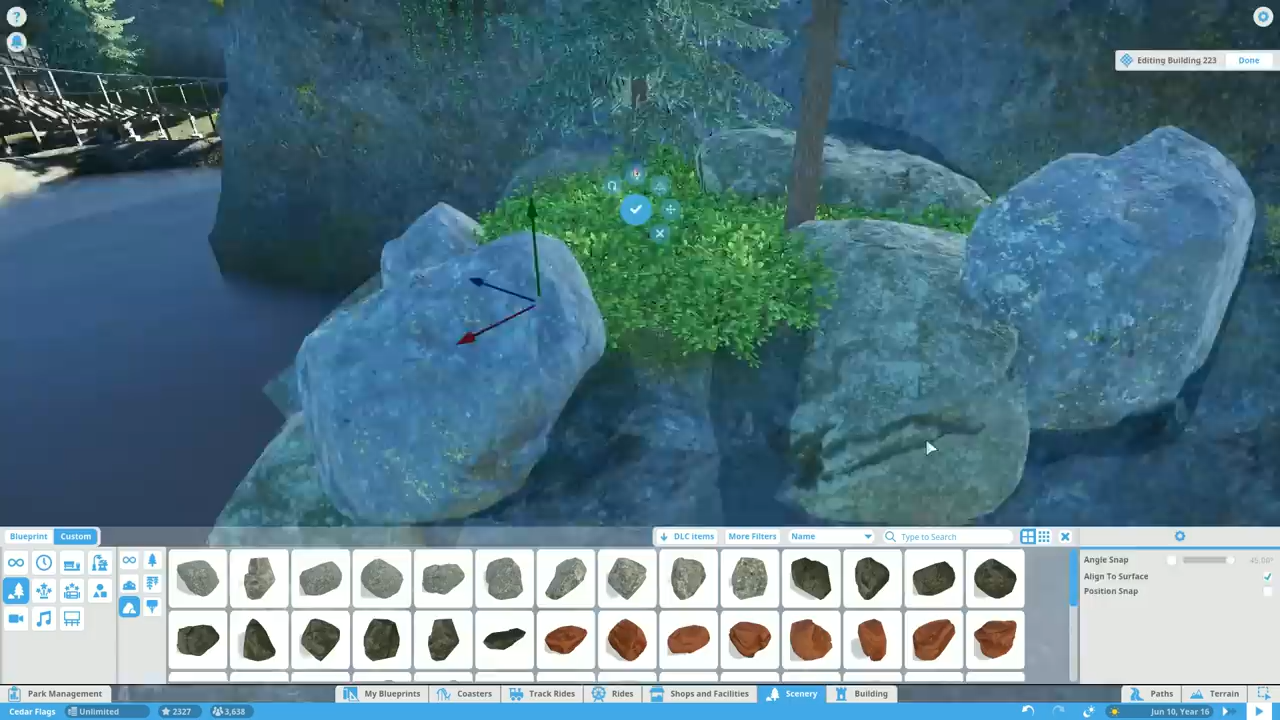 ?
Editing Building 223 Done
Blueprint Custom DLC items More Filters Name Type to Search
Angle Snap 45.04°
Align To Surface
Position Snap
Park Management My Blueprints Coasters Track Rides Rides Shops and Facilities Scenery Building Paths Terrain
Cedar Flags Unlimited 2327 3,638 Jun 10, Year 16